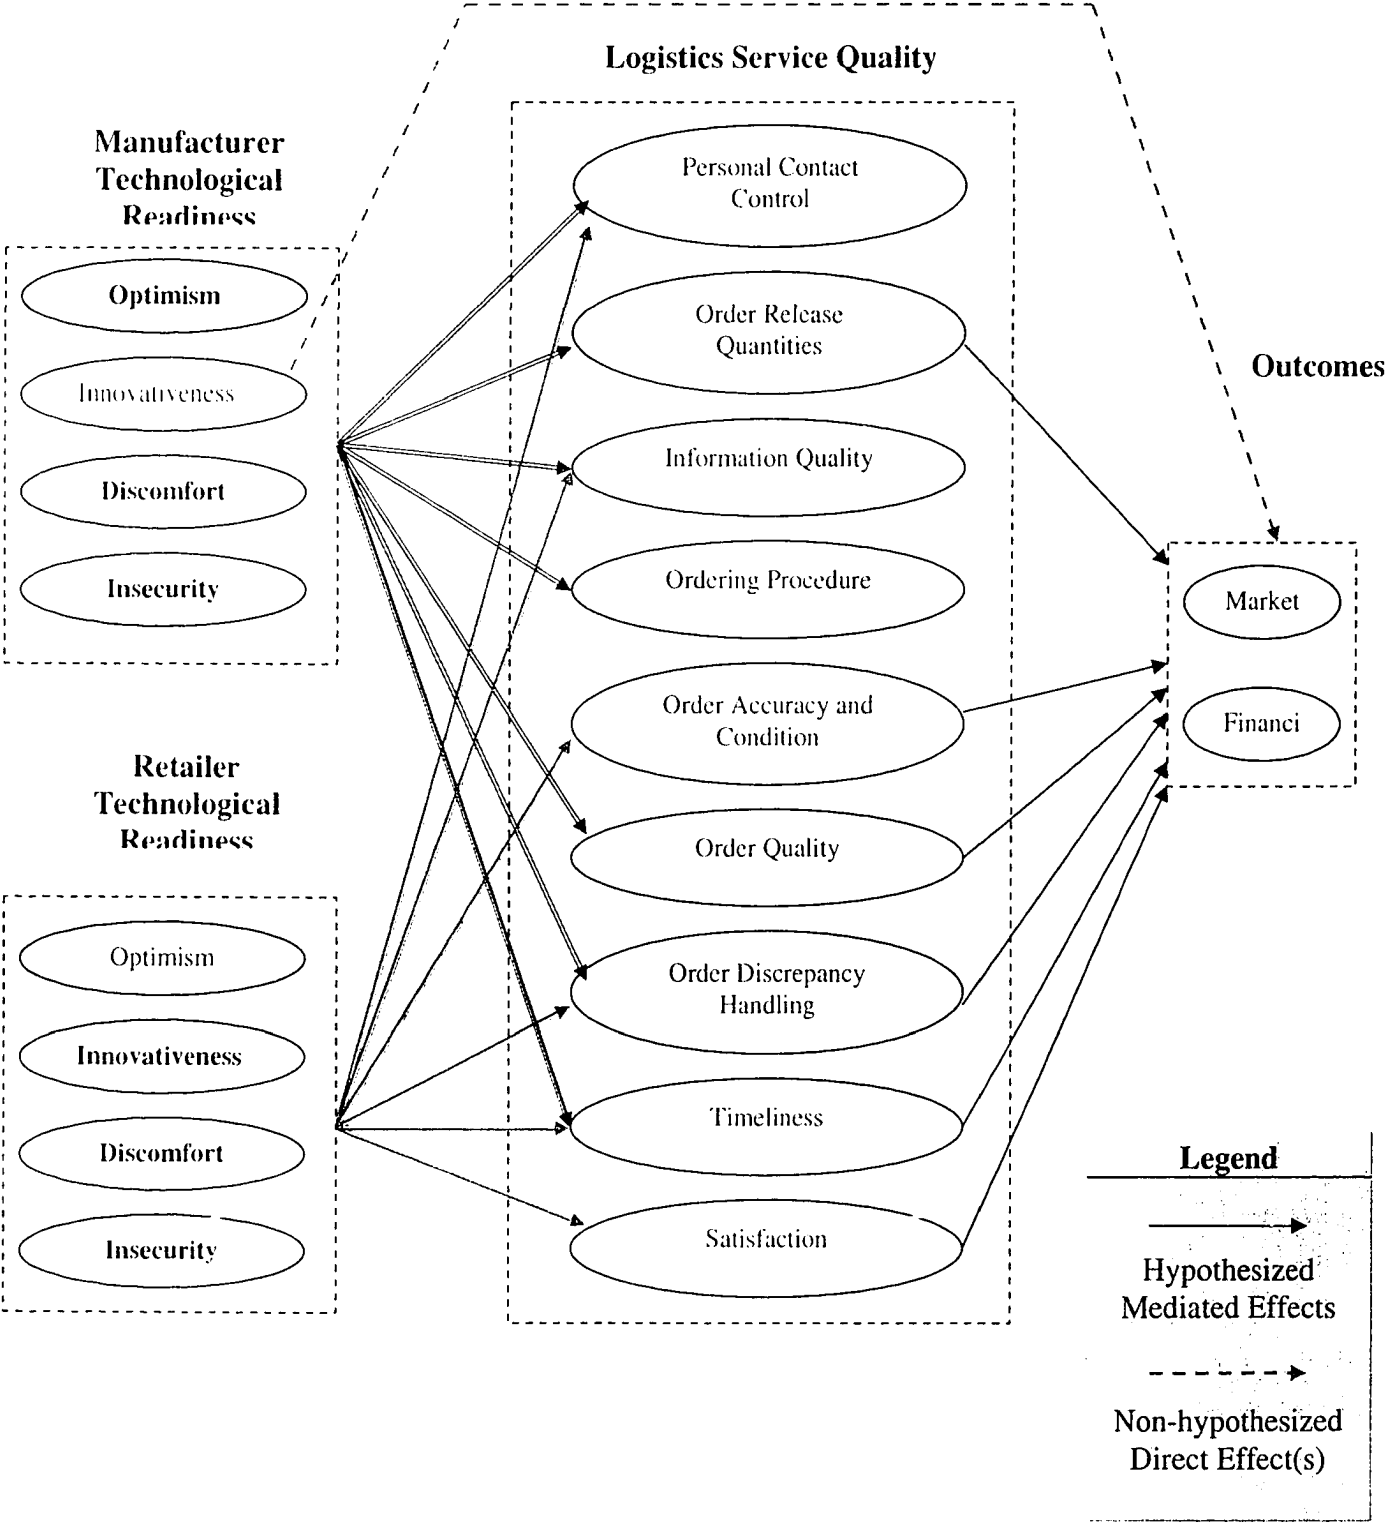 Logistics Service Quality
Manufacturer
Technological
Readiness
Optimism
Innovativeness
Discomfort
Insecurity
Retailer
Technological
Readiness
Optimism
Innovativeness
Discomfort
Insecurity
Personal Contact
Control
Order Release
Quantities
Information Quality
Ordering Procedure
Order Accuracy and
Condition
Order Quality
Order Discrepancy
Handling
Timeliness
Satisfaction
Outcomes
Market
Financi
Legend
Hypothesized
Mediated Effects
Non-hypothesized
Direct Effect(s)